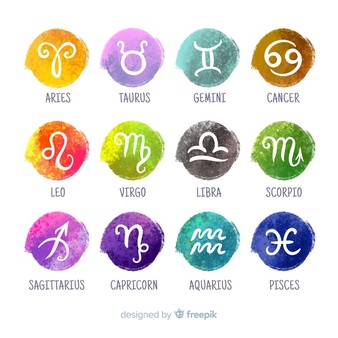 ARIES TAURUS GEMINI CANCER
LEO VIRGO LIBRA SCORPIO
SAGITTARIUS CAPRICORN AQUARIUS PISCES
designed by freepik